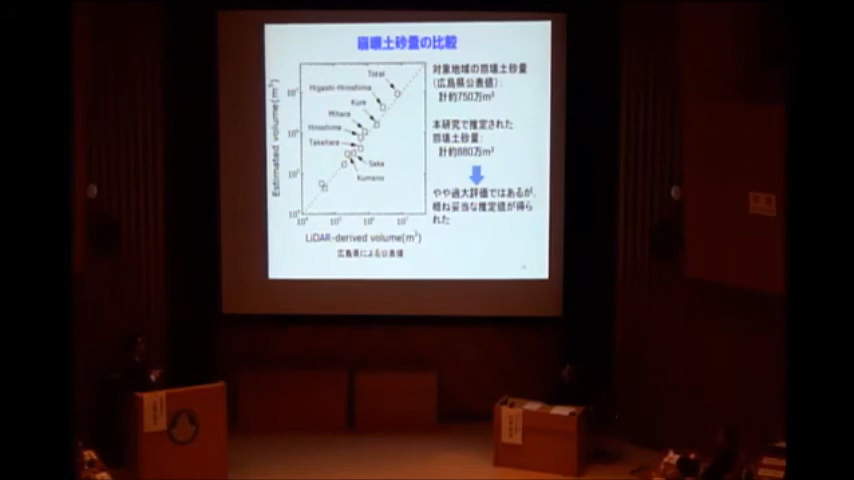 崩壊土砂量の比較
対象地域の崩壊土砂量
(広島県公表値):
計約750万m³
本研究で推定された
崩壊土砂量:
計約880万m³
やや過大評価ではあるが、
概ね妥当な推定値が得ら
れた
Estimated volume(m³)
Total
Higashi-Hiroshima
Kure
Mihara
Hiroshima
Takehara
Saka
Kumano
10⁴
10⁵
10⁶
10⁷
LiDAR-derived volume(m³)
広島県による公表値